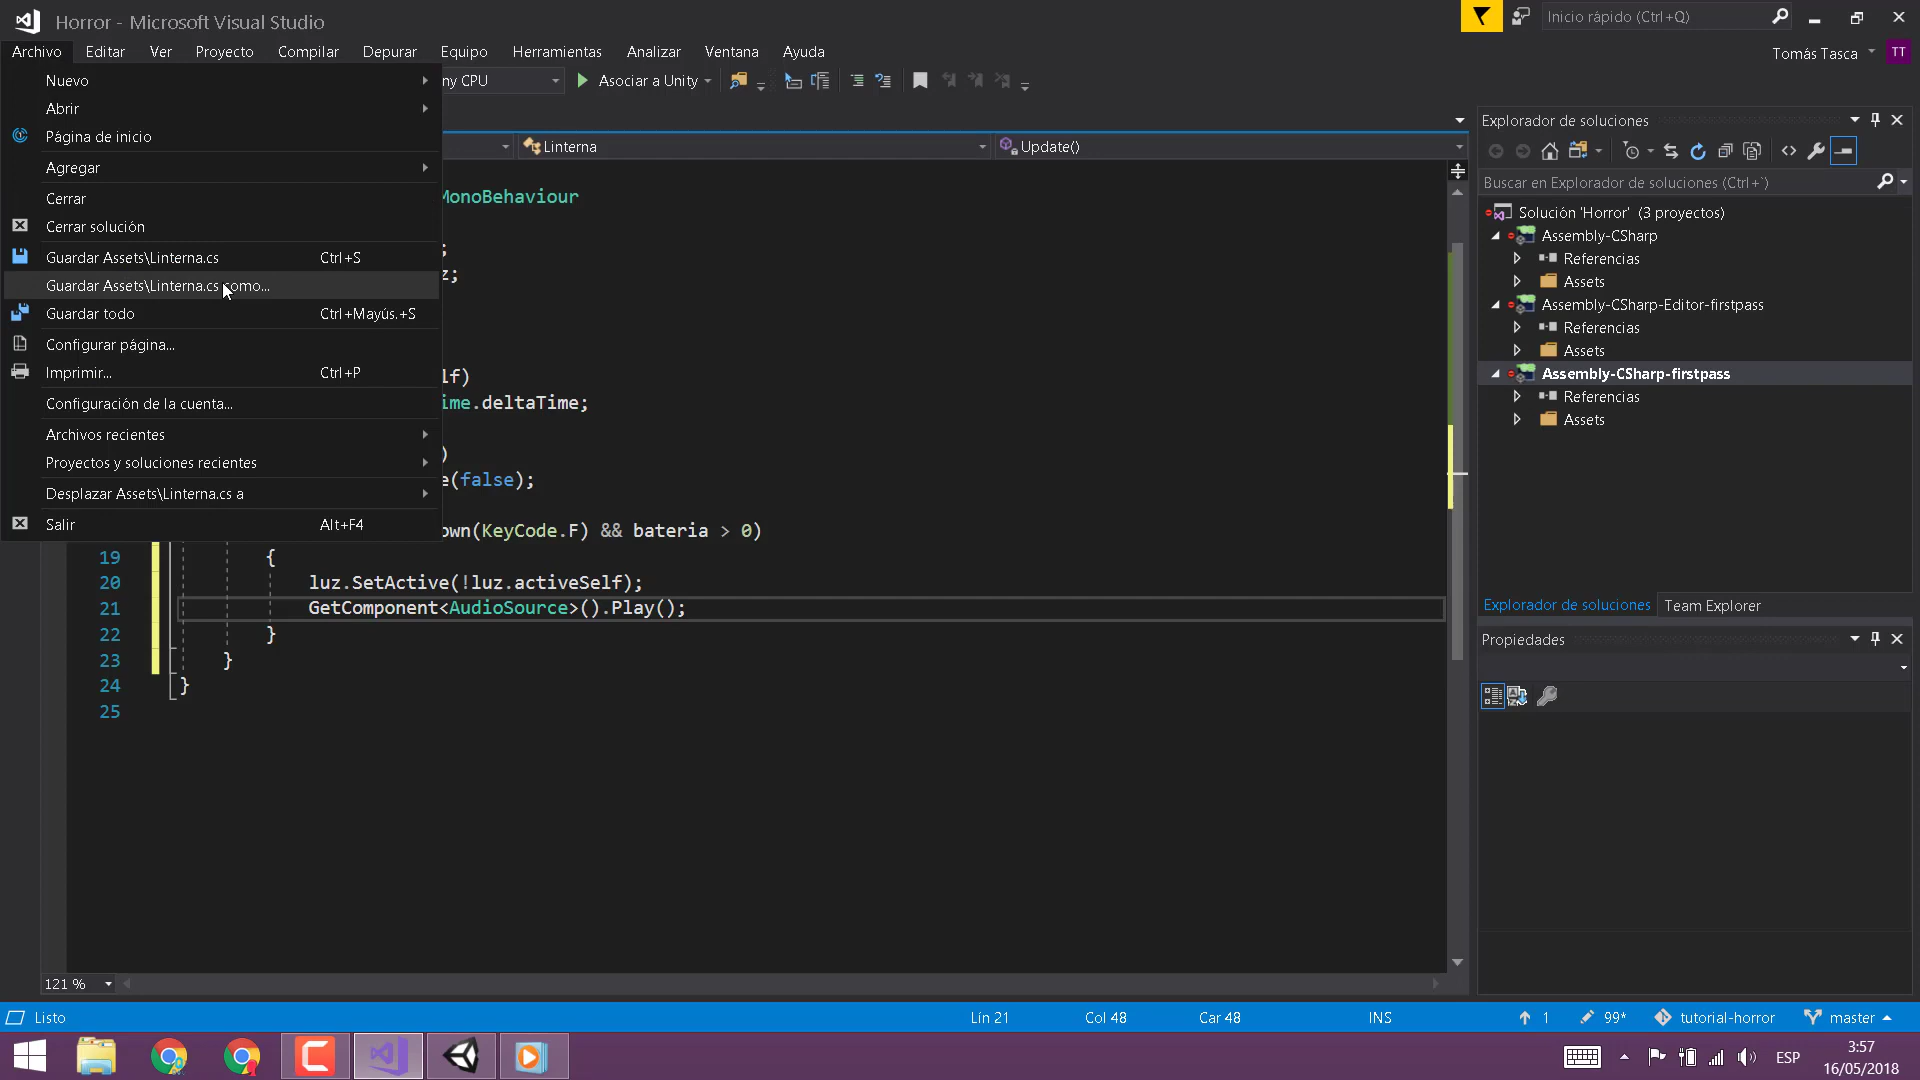 Horror - Microsoft Visual Studio
Inicio rápido (Ctrl+Q)
Archivo Editar Ver Proyecto Compilar Depurar Equipo Herramientas Analizar Ventana Ayuda
Tomás Tasca TT
ny CPU Asociar a Unity
Nuevo
Abrir
Página de inicio
Agregar
Cerrar
Cerrar solución
Guardar Assets\Linterna.cs Ctrl+S
Guardar Assets\Linterna.cs como...
Guardar todo Ctrl+Mayús.+S
Configurar página...
Imprimir... Ctrl+P
Configuración de la cuenta...
Archivos recientes
Proyectos y soluciones recientes
Desplazar Assets\Linterna.cs a
Salir Alt+F4
Linterna Update()
MonoBehaviour
;
z;
lf)
ime.deltaTime;
)
e(false);
own(KeyCode.F) && bateria > 0)
19 {
20 luz.SetActive(!luz.activeSelf);
21 GetComponent<AudioSource>().Play();
22 }
23 }
24 }
25
121 %
Explorador de soluciones
Buscar en Explorador de soluciones (Ctrl+`)
Solución 'Horror' (3 proyectos)
Assembly-CSharp
Referencias
Assets
Assembly-CSharp-Editor-firstpass
Referencias
Assets
Assembly-CSharp-firstpass
Referencias
Assets
Explorador de soluciones Team Explorer
Propiedades
Listo Lín 21 Col 48 Car 48 INS 1 99* tutorial-horror master
ESP
3:57
16/05/2018